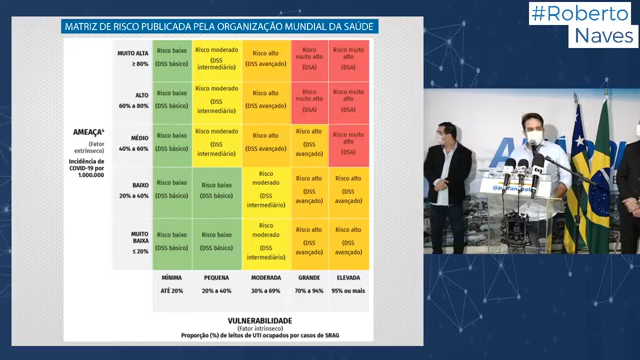 MATRIZ DE RISCO PUBLICADA PELA ORGANIZAÇÃO MUNDIAL DA SAÚDE
#Roberto
Naves
AMEAÇA⁴
(Fator
extrínseco)
Incidência de
COVID-19 por
1.000.000
MUITO ALTA
≥ 80%
Risco baixo
(DSS básico)
Risco moderado
(DSS
intermediário)
Risco alto
(DSS avançado)
Risco
muito alto
(DSA)
Risco muito
alto
(DSA)
ALTO
60% a 80%
Risco baixo
(DSS básico)
Risco moderado
(DSS
intermediário)
Risco alto
(DSS avançado)
Risco
muito alto
(DSA)
Risco muito
alto
(DSA)
MÉDIO
40% a 60%
Risco baixo
(DSS básico)
Risco moderado
(DSS
intermediário)
Risco alto
(DSS avançado)
Risco alto
(DSS
avançado)
Risco muito
alto
(DSA)
BAIXO
20% a 40%
Risco baixo
(DSS básico)
Risco baixo
(DSS básico)
Risco
moderado
(DSS
intermediário)
Risco alto
(DSS
avançado)
Risco alto
(DSS
avançado)
MUITO
BAIXA
≤ 20%
Risco baixo
(DSS básico)
Risco baixo
(DSS básico)
Risco
moderado
(DSS
intermediário)
Risco alto
(DSS
avançado)
Risco alto
(DSS
avançado)
MÍNIMA
ATÉ 20%
PEQUENA
20% a 40%
MODERADA
30% a 69%
GRANDE
70% a 94%
ELEVADA
95% ou mais
VULNERABILIDADE
(Fator intrínseco)
Proporção (%) de leitos de UTI ocupados por casos de SRAG